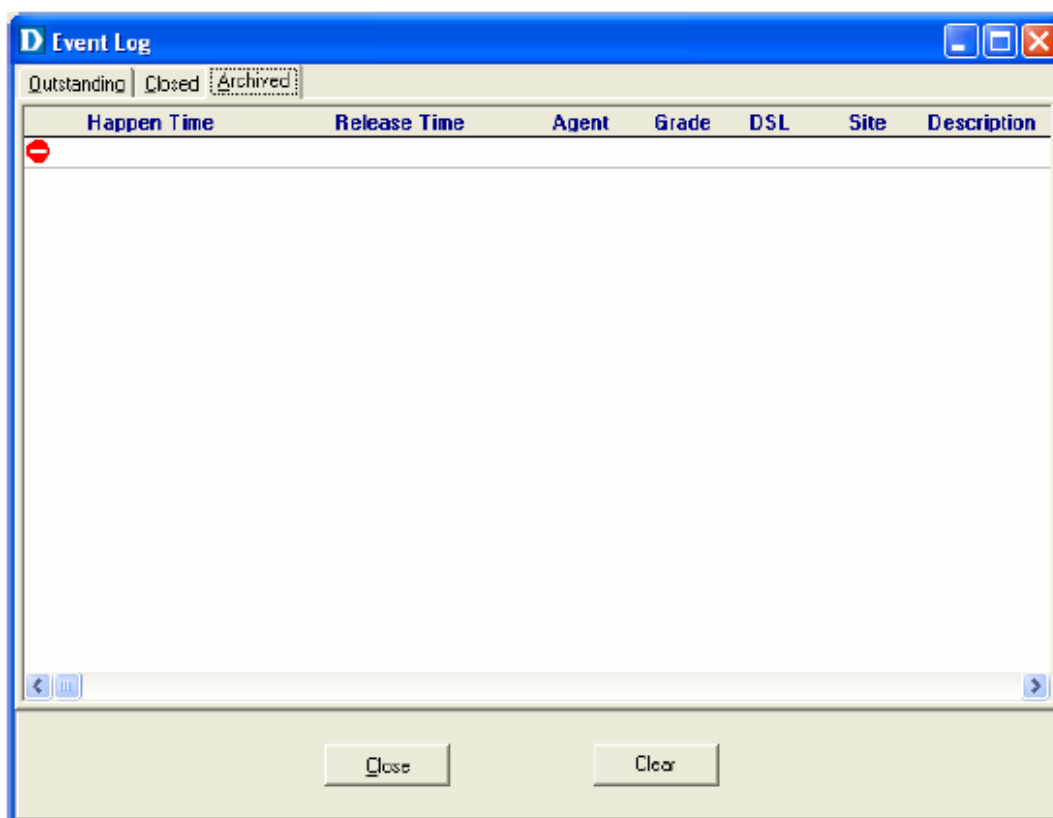 D Event Log
Outstanding Closed Archived
Happen Time Release Time Agent Grade DSL Site Description
Close Clear